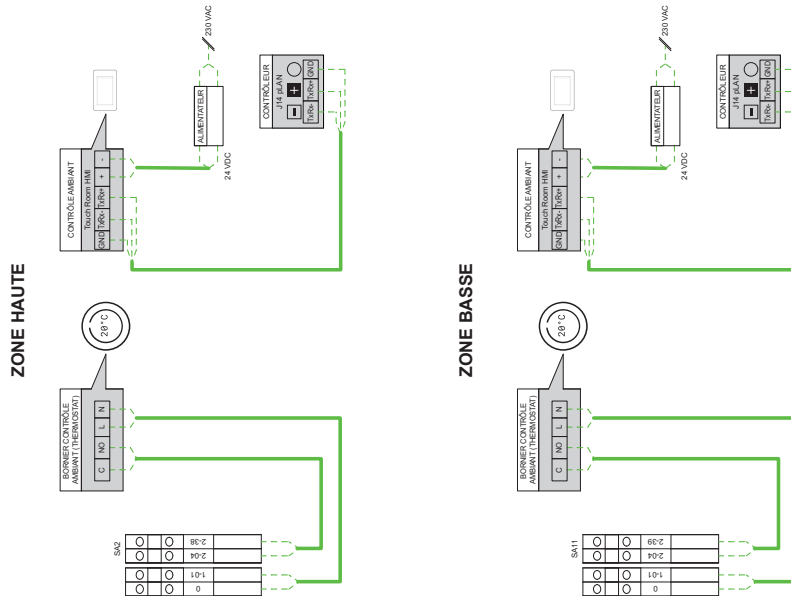 ZONE HAUTE
CONTRÔLE AMBIANT
Touch Room HMI
GND TxRx- TxRx+ + -
230 VAC
ALIMENTATEUR
24 VDC
CONTRÔLEUR
J14 pLAN
TxRx- TxRx+ GND
BORNIER CONTRÔLE
AMBIANT (THERMOSTAT)
C NO L N
20°C
SA2
2-38
2-04
1-01
0
ZONE BASSE
CONTRÔLE AMBIANT
Touch Room HMI
GND TxRx- TxRx+ + -
230 VAC
ALIMENTATEUR
24 VDC
CONTRÔLEUR
J14 pLAN
TxRx- TxRx+ GND
BORNIER CONTRÔLE
AMBIANT (THERMOSTAT)
C NO L N
20°C
SA11
2-39
2-04
1-01
0